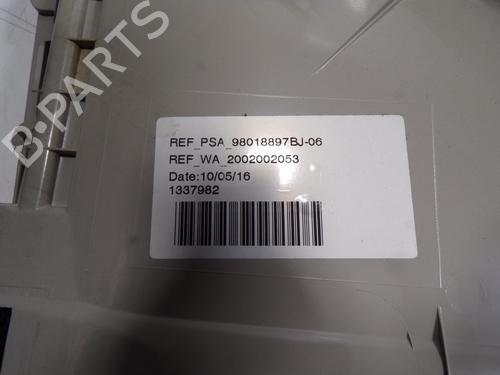 B-PARTS
REF_PSA_98018897BJ-06
REF_WA_2002002053
Date:10/05/16
1337982